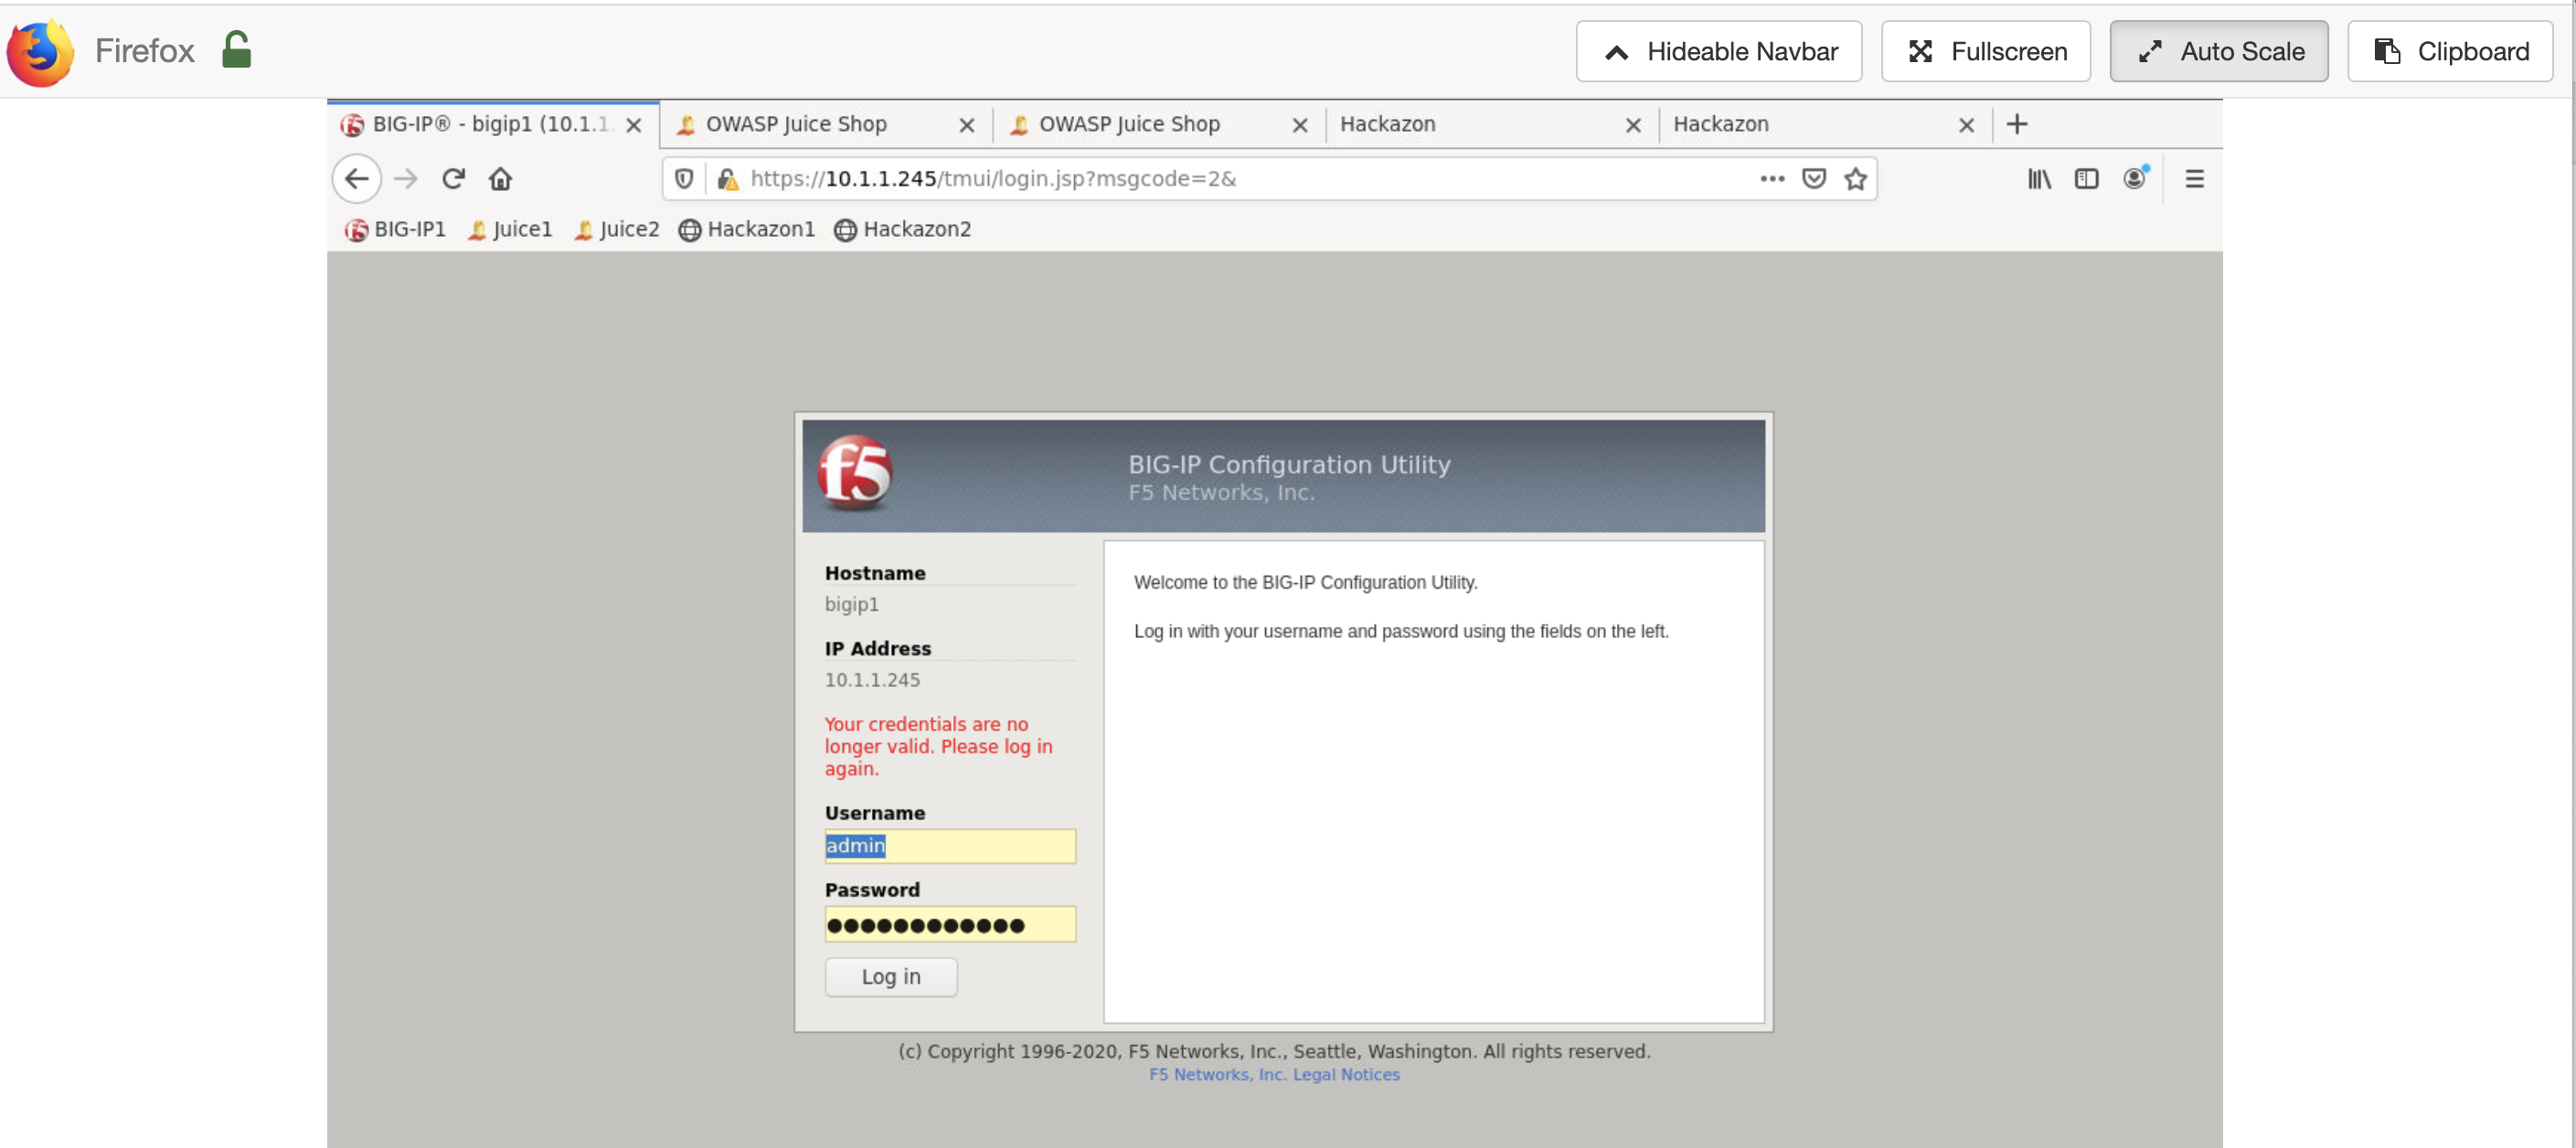 Firefox
Hideable Navbar
Fullscreen
Auto Scale
Clipboard
BIG-IP® - bigip1 (10.1.1.
OWASP Juice Shop
OWASP Juice Shop
Hackazon
Hackazon
https://10.1.1.245/tmui/login.jsp?msgcode=2&
BIG-IP1
Juice1
Juice2
Hackazon1
Hackazon2
f5
BIG-IP Configuration Utility
F5 Networks, Inc.
Hostname
bigip1
IP Address
10.1.1.245
Your credentials are no
longer valid. Please log in
again.
Username
admin
Password
●●●●●●●●●●●●
Log in
Welcome to the BIG-IP Configuration Utility.
Log in with your username and password using the fields on the left.
(c) Copyright 1996-2020, F5 Networks, Inc., Seattle, Washington. All rights reserved.
F5 Networks, Inc. Legal Notices